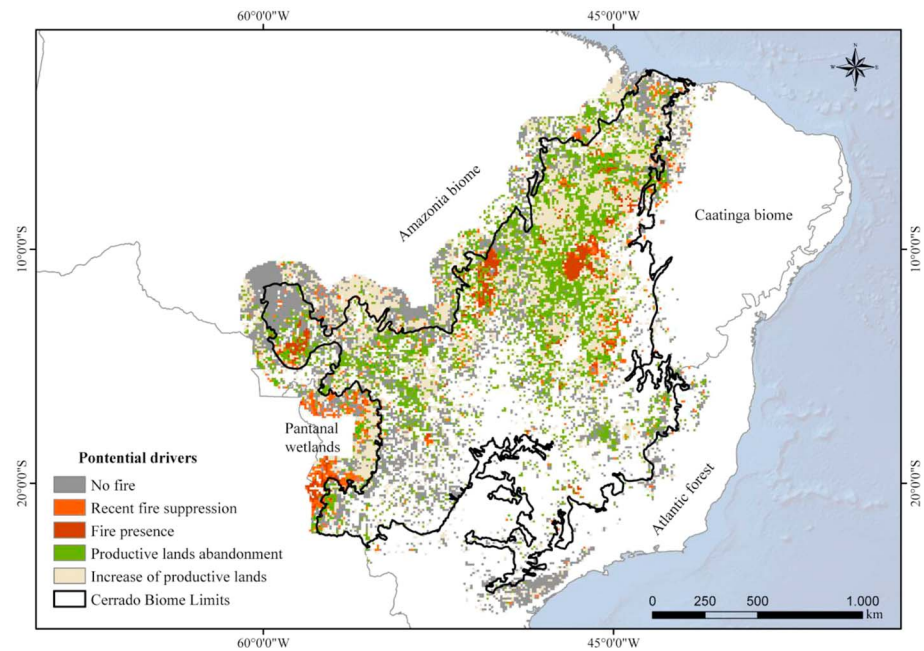 60°0'0"W 45°0'0"W
N
W E
S
Amazonia biome
Caatinga biome
10°0'0"S 10°0'0"S
Pantanal
wetlands
Atlantic forest
20°0'0"S 20°0'0"S
Pontential drivers
No fire
Recent fire suppression
Fire presence
Productive lands abandonment
Increase of productive lands
Cerrado Biome Limits
0 250 500 1.000
km
60°0'0"W 45°0'0"W